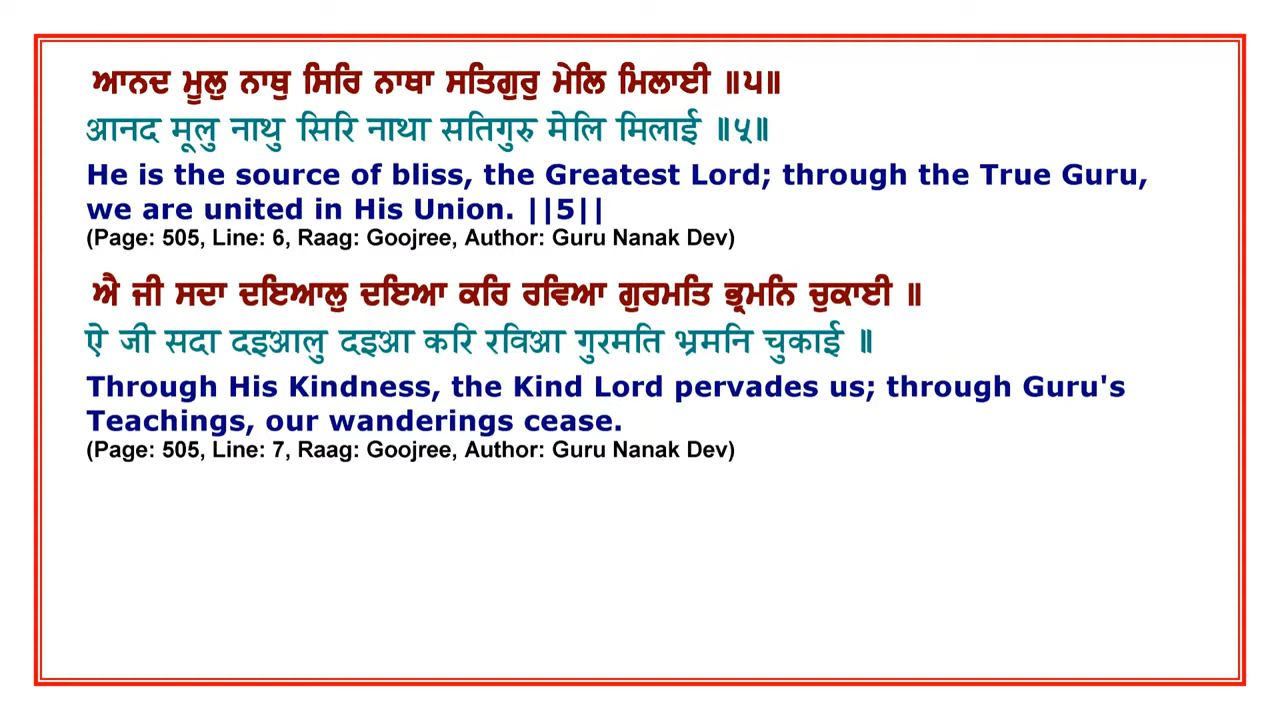 ਆਨਦ ਮੂਲੁ ਨਾਥੁ ਸਿਰਿ ਨਾਥਾ ਸਤਿਗੁਰੁ ਮੇਲਿ ਮਿਲਾਈ ॥੫॥
आनद मूलु नाथु सिरि नाथा सतिगुरु मेलि मिलाई ॥५॥
He is the source of bliss, the Greatest Lord; through the True Guru,
we are united in His Union. ||5||
(Page: 505, Line: 6, Raag: Goojree, Author: Guru Nanak Dev)
ਐ ਜੀ ਸਦਾ ਦਇਆਲੁ ਦਇਆ ਕਰਿ ਰਵਿਆ ਗੁਰਮਤਿ ਭ੍ਰਮਨਿ ਚੁਕਾਈ ॥
ऐ जी सदा दइआलु दइआ करि रविआ गुरमति भ्रमनि चुकाई ॥
Through His Kindness, the Kind Lord pervades us; through Guru's
Teachings, our wanderings cease.
(Page: 505, Line: 7, Raag: Goojree, Author: Guru Nanak Dev)